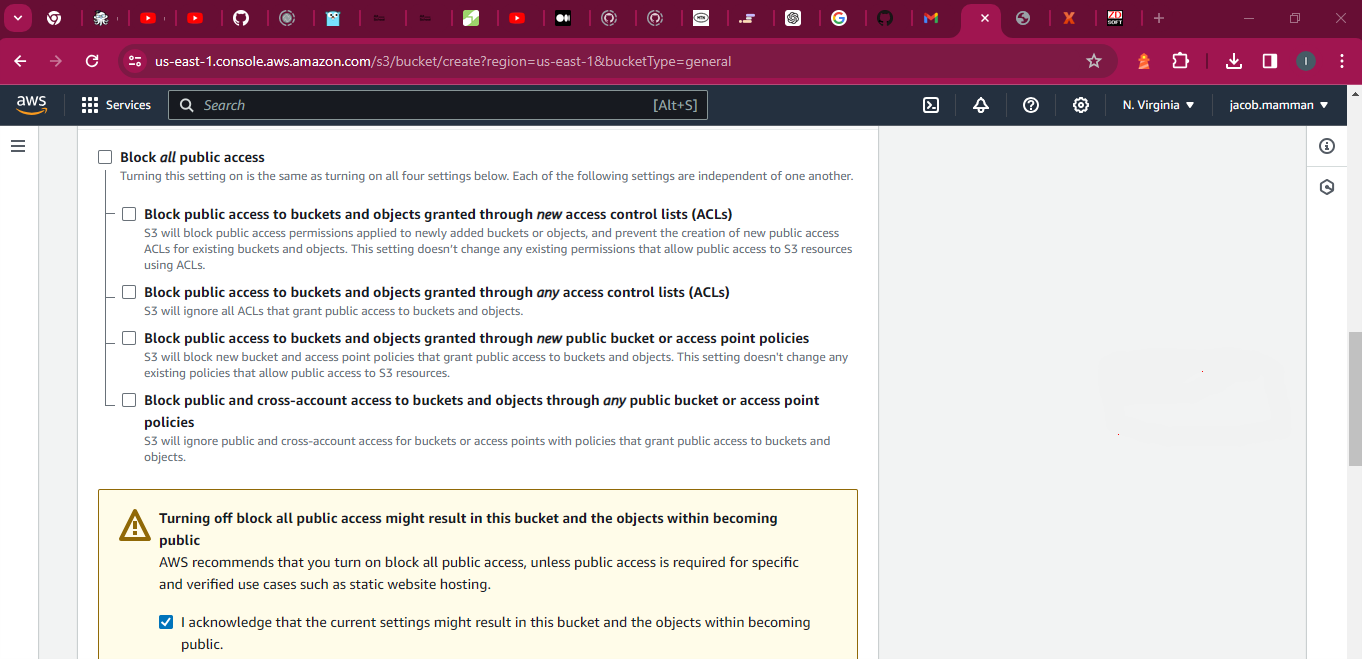 us-east-1.console.aws.amazon.com/s3/bucket/create?region=us-east-1&bucketType=general
I
aws
Services
Search
[Alt+S]
N. Virginia
jacob.mamman
Block all public access
Turning this setting on is the same as turning on all four settings below. Each of the following settings are independent of one another.
Block public access to buckets and objects granted through new access control lists (ACLs)
S3 will block public access permissions applied to newly added buckets or objects, and prevent the creation of new public access
ACLs for existing buckets and objects. This setting doesn't change any existing permissions that allow public access to S3 resources
using ACLs.
Block public access to buckets and objects granted through any access control lists (ACLs)
S3 will ignore all ACLs that grant public access to buckets and objects.
Block public access to buckets and objects granted through new public bucket or access point policies
S3 will block new bucket and access point policies that grant public access to buckets and objects. This setting doesn't change any
existing policies that allow public access to S3 resources.
Block public and cross-account access to buckets and objects through any public bucket or access point
policies
S3 will ignore public and cross-account access for buckets or access points with policies that grant public access to buckets and
objects.
Turning off block all public access might result in this bucket and the objects within becoming
public
AWS recommends that you turn on block all public access, unless public access is required for specific
and verified use cases such as static website hosting.
I acknowledge that the current settings might result in this bucket and the objects within becoming
public.